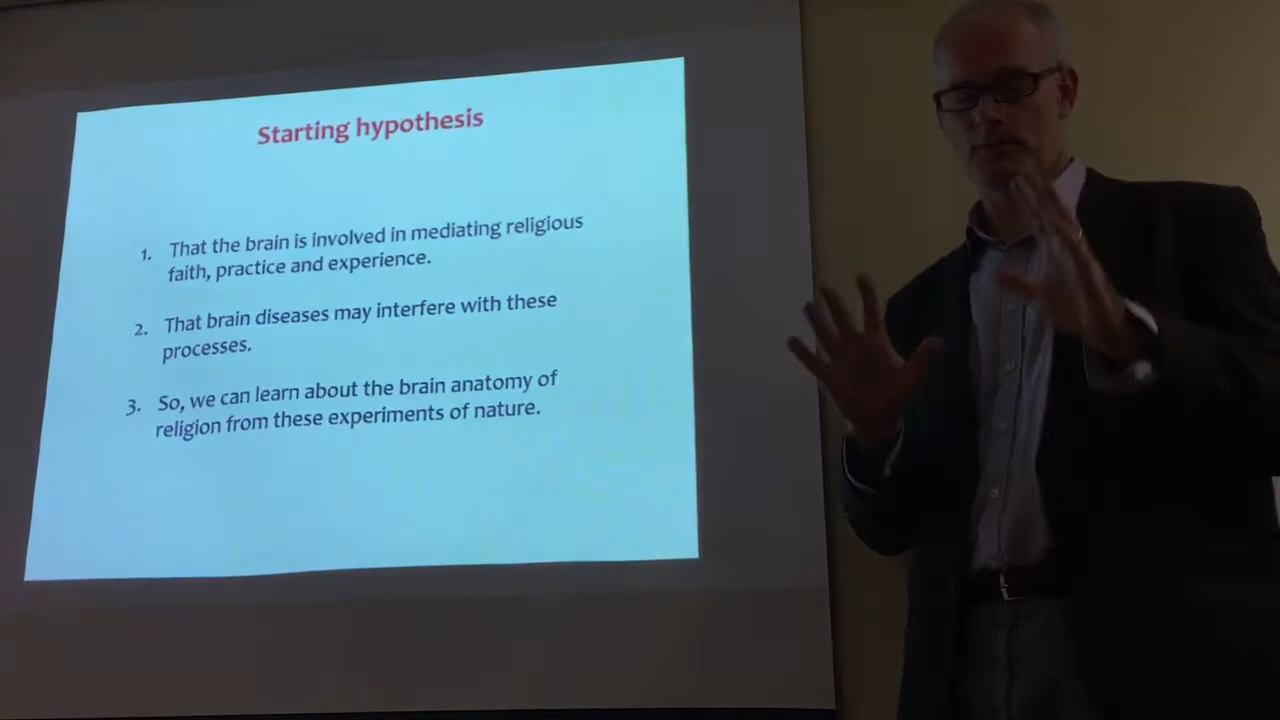 Starting hypothesis
1. That the brain is involved in mediating religious
faith, practice and experience.
2. That brain diseases may interfere with these
processes.
3. So, we can learn about the brain anatomy of
religion from these experiments of nature.